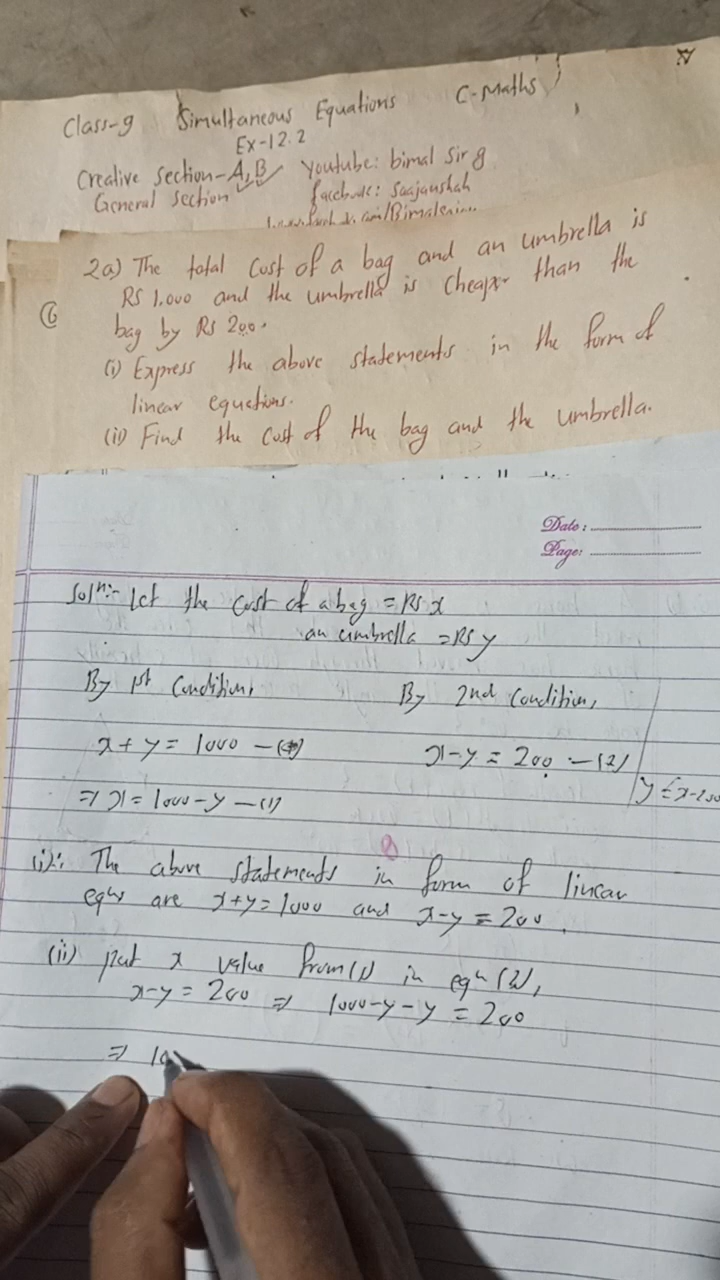 Class-9 Simultaneous Equations C-Maths
Ex-12.2
Creative Section-A,B Youtube: bimal sir g
General Section facebook: Saajanshah
2a) The total Cost of a bag and an umbrella is
RS 1,000 and the umbrella is Cheaper than the
bag by Rs 200.
(i) Express the above statements in the form of
linear equations.
(ii) Find the Cost of the bag and the umbrella.
Date:
Page:
Solⁿ:- Let the cost of a bag = Rs x
an umbrella = Rs y
By 1st Condition, By 2nd Condition,
x + y = 1000 x - y = 200 - (2)
⇒ x = 1000 - y - (1) y = x - 200
(i): The above statements in form of linear
eqⁿs are x+y=1000 and x-y=200.
(ii) put x value from (1) in eqⁿ (2),
x-y = 200 ⇒ 1000-y-y = 200
⇒ 10